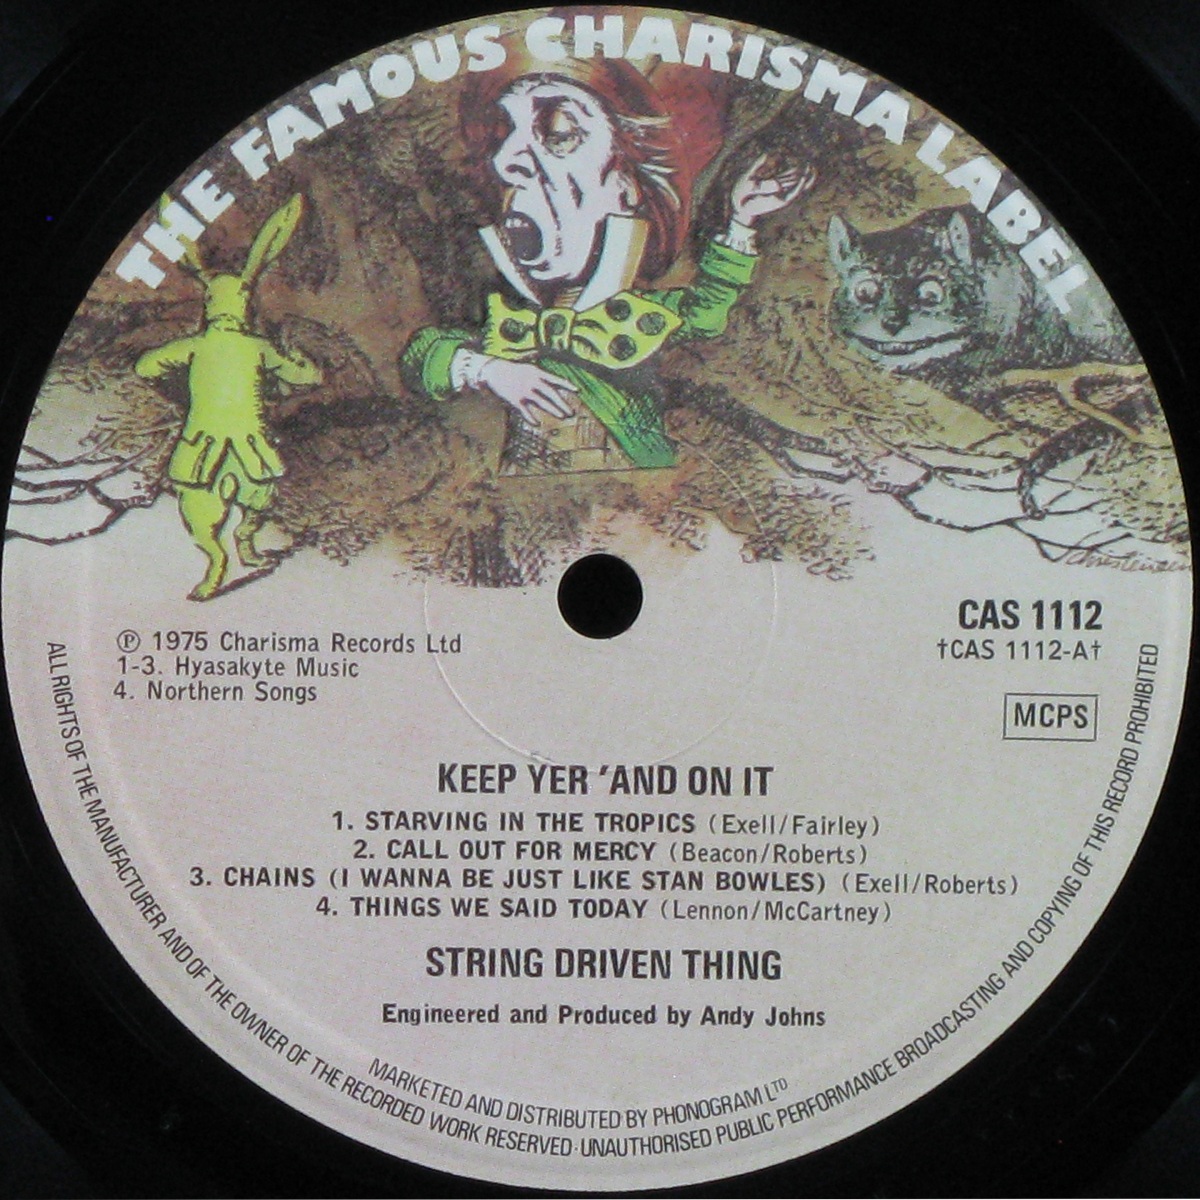 THE FAMOUS CHARISMA LABEL
Christensen
CAS 1112
†CAS 1112-A†
Ⓟ 1975 Charisma Records Ltd
1-3. Hyasakyte Music
4. Northern Songs
MCPS
KEEP YER 'AND ON IT
1. STARVING IN THE TROPICS (Exell/Fairley)
2. CALL OUT FOR MERCY (Beacon/Roberts)
3. CHAINS (I WANNA BE JUST LIKE STAN BOWLES) (Exell/Roberts)
4. THINGS WE SAID TODAY (Lennon/McCartney)
STRING DRIVEN THING
Engineered and Produced by Andy Johns
MARKETED AND DISTRIBUTED BY PHONOGRAM LTD
ALL RIGHTS OF THE MANUFACTURER AND OF THE OWNER OF THE RECORDED WORK RESERVED·UNAUTHORISED PUBLIC PERFORMANCE BROADCASTING AND COPYING OF THIS RECORD PROHIBITED